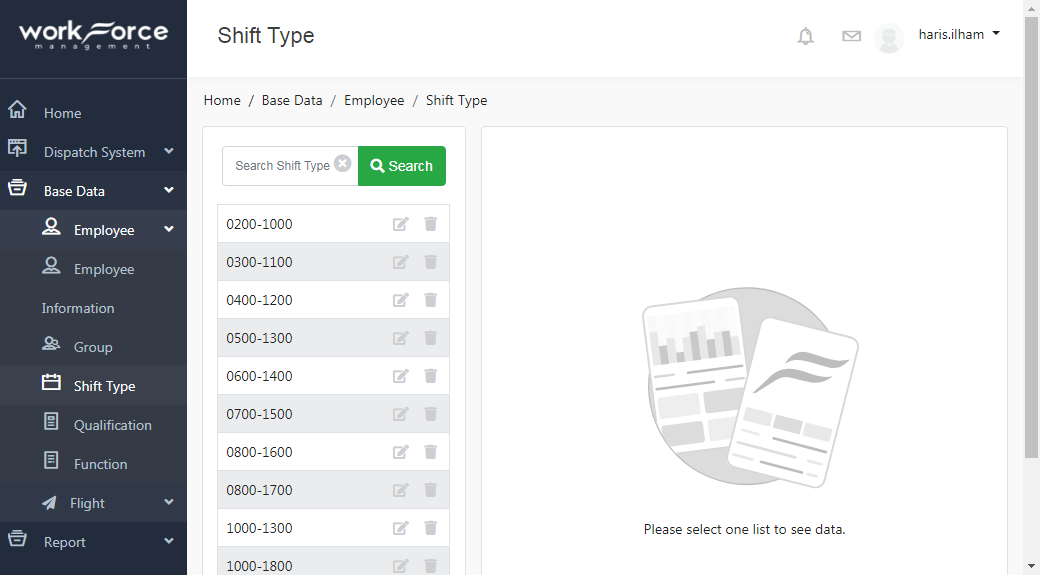 workforce
management
Shift Type
haris.ilham
Home
Dispatch System
Base Data
Employee
Employee
Information
Group
Shift Type
Qualification
Function
Flight
Report
Home / Base Data / Employee / Shift Type
Search Shift Type
Search
0200-1000
0300-1100
0400-1200
0500-1300
0600-1400
0700-1500
0800-1600
0800-1700
1000-1300
1000-1800
Please select one list to see data.